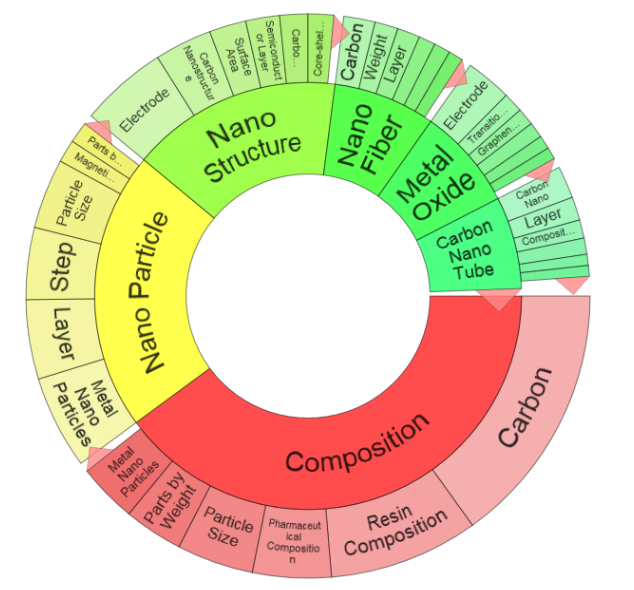 Nano
Structure
Nano
Fiber
Metal
Oxide
Carbon
Nano
Tube
Composition
Nano Particle
Electrode
Carbon
Nanostructur
e
Surface
Area
Semiconduct
or Layer
Carbo...
Core-shel...
Carbon
Weight
Layer
Electrode
Transitio...
Graphen...
Carbon
Nano
Layer
Composit...
Carbon
Resin
Composition
Pharmaceut
ical
Compositio
n
Particle
Size
Parts by
Weight
Metal
Nano
Particles
Metal
Nano
Particles
Layer
Step
Particle
Size
Magneti...
Parts b...